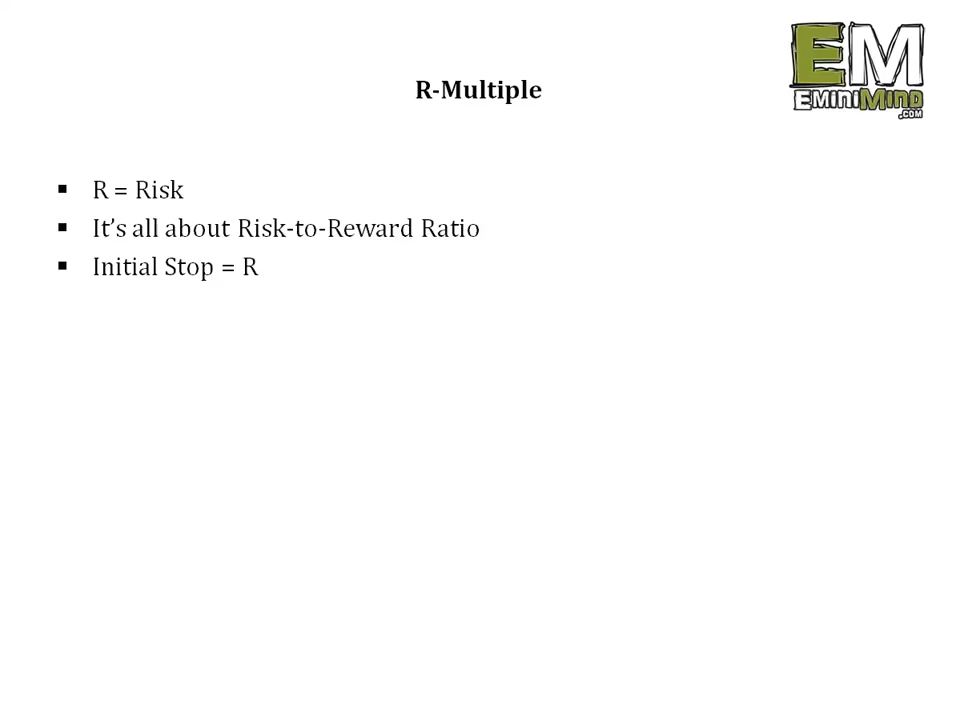 R-Multiple
EM
EMiniMind
.com
▪ R = Risk
▪ It's all about Risk-to-Reward Ratio
▪ Initial Stop = R